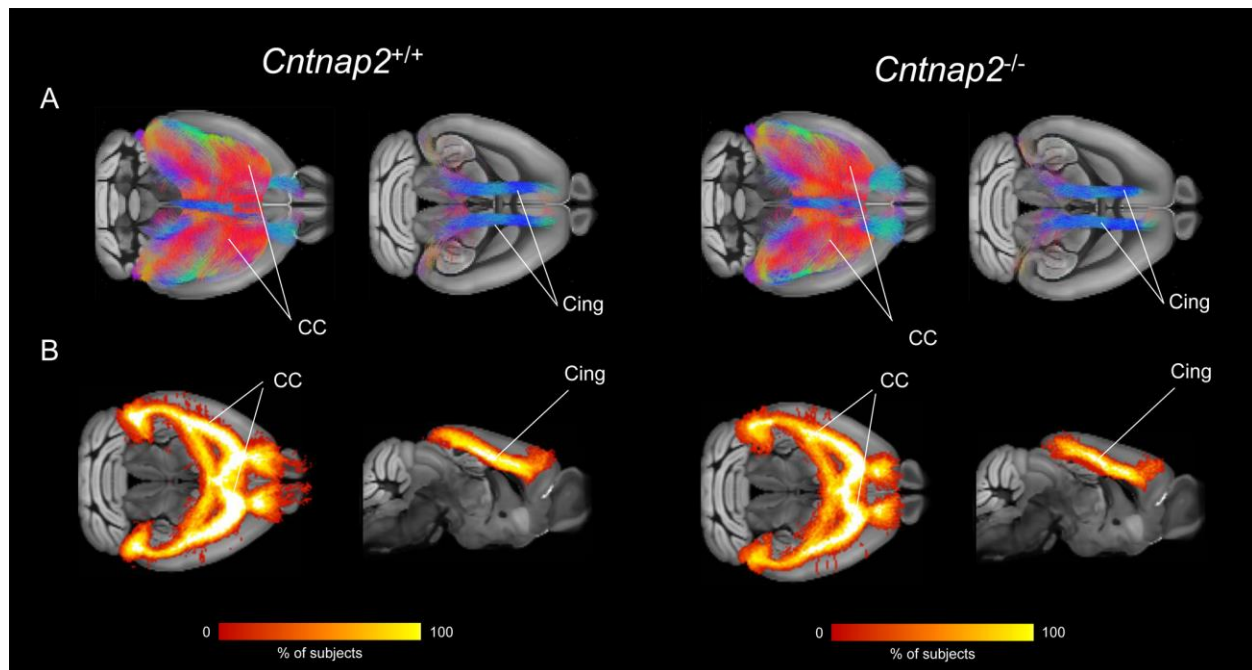 Cntnap2+/+
Cntnap2-/-
A
CC
Cing
CC
Cing
B
CC
Cing
CC
Cing
0
100
% of subjects
0
100
% of subjects